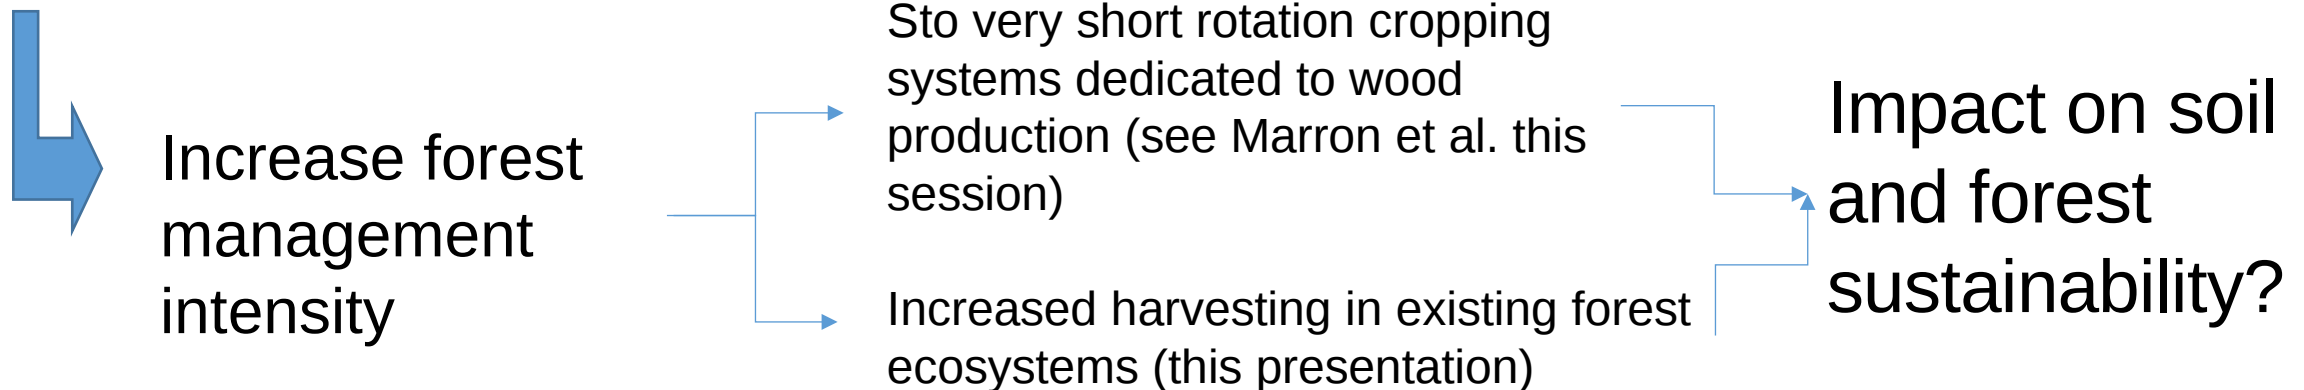 Increase forest
management
intensity
Sto very short rotation cropping
systems dedicated to wood
production (see Marron et al. this
session)
Increased harvesting in existing forest
ecosystems (this presentation)
Impact on soil
and forest
sustainability?